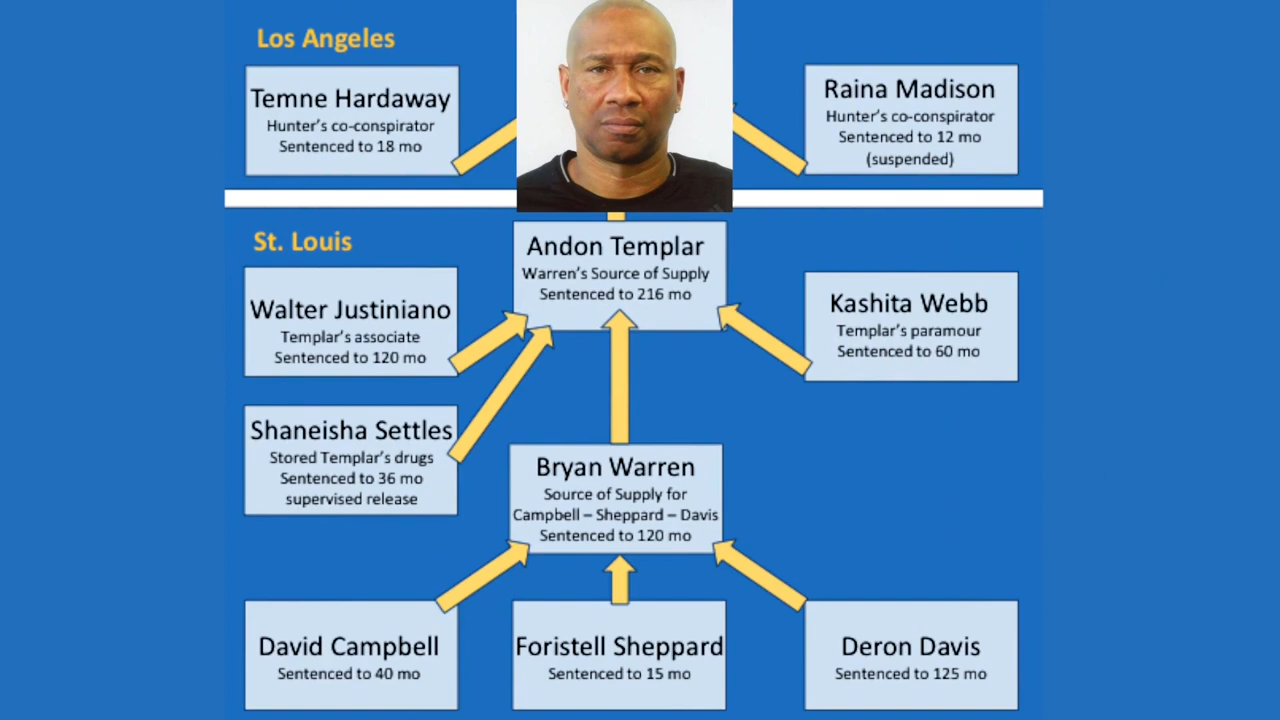 Los Angeles
Temne Hardaway
Hunter's co-conspirator
Sentenced to 18 mo
Raina Madison
Hunter's co-conspirator
Sentenced to 12 mo
(suspended)
St. Louis
Andon Templar
Warren's Source of Supply
Sentenced to 216 mo
Walter Justiniano
Templar's associate
Sentenced to 120 mo
Kashita Webb
Templar's paramour
Sentenced to 60 mo
Shaneisha Settles
Stored Templar's drugs
Sentenced to 36 mo
supervised release
Bryan Warren
Source of Supply for
Campbell – Sheppard – Davis
Sentenced to 120 mo
David Campbell
Sentenced to 40 mo
Foristell Sheppard
Sentenced to 15 mo
Deron Davis
Sentenced to 125 mo